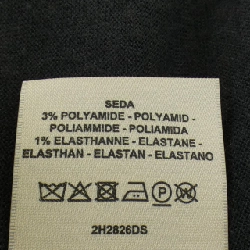 SEDA
3% POLYAMIDE - POLYAMID -
POLIAMMIDE - POLIAMIDA
1% ELASTHANNE - ELASTANE -
ELASTHAN - ELASTAN - ELASTANO
P W
2H2826DS